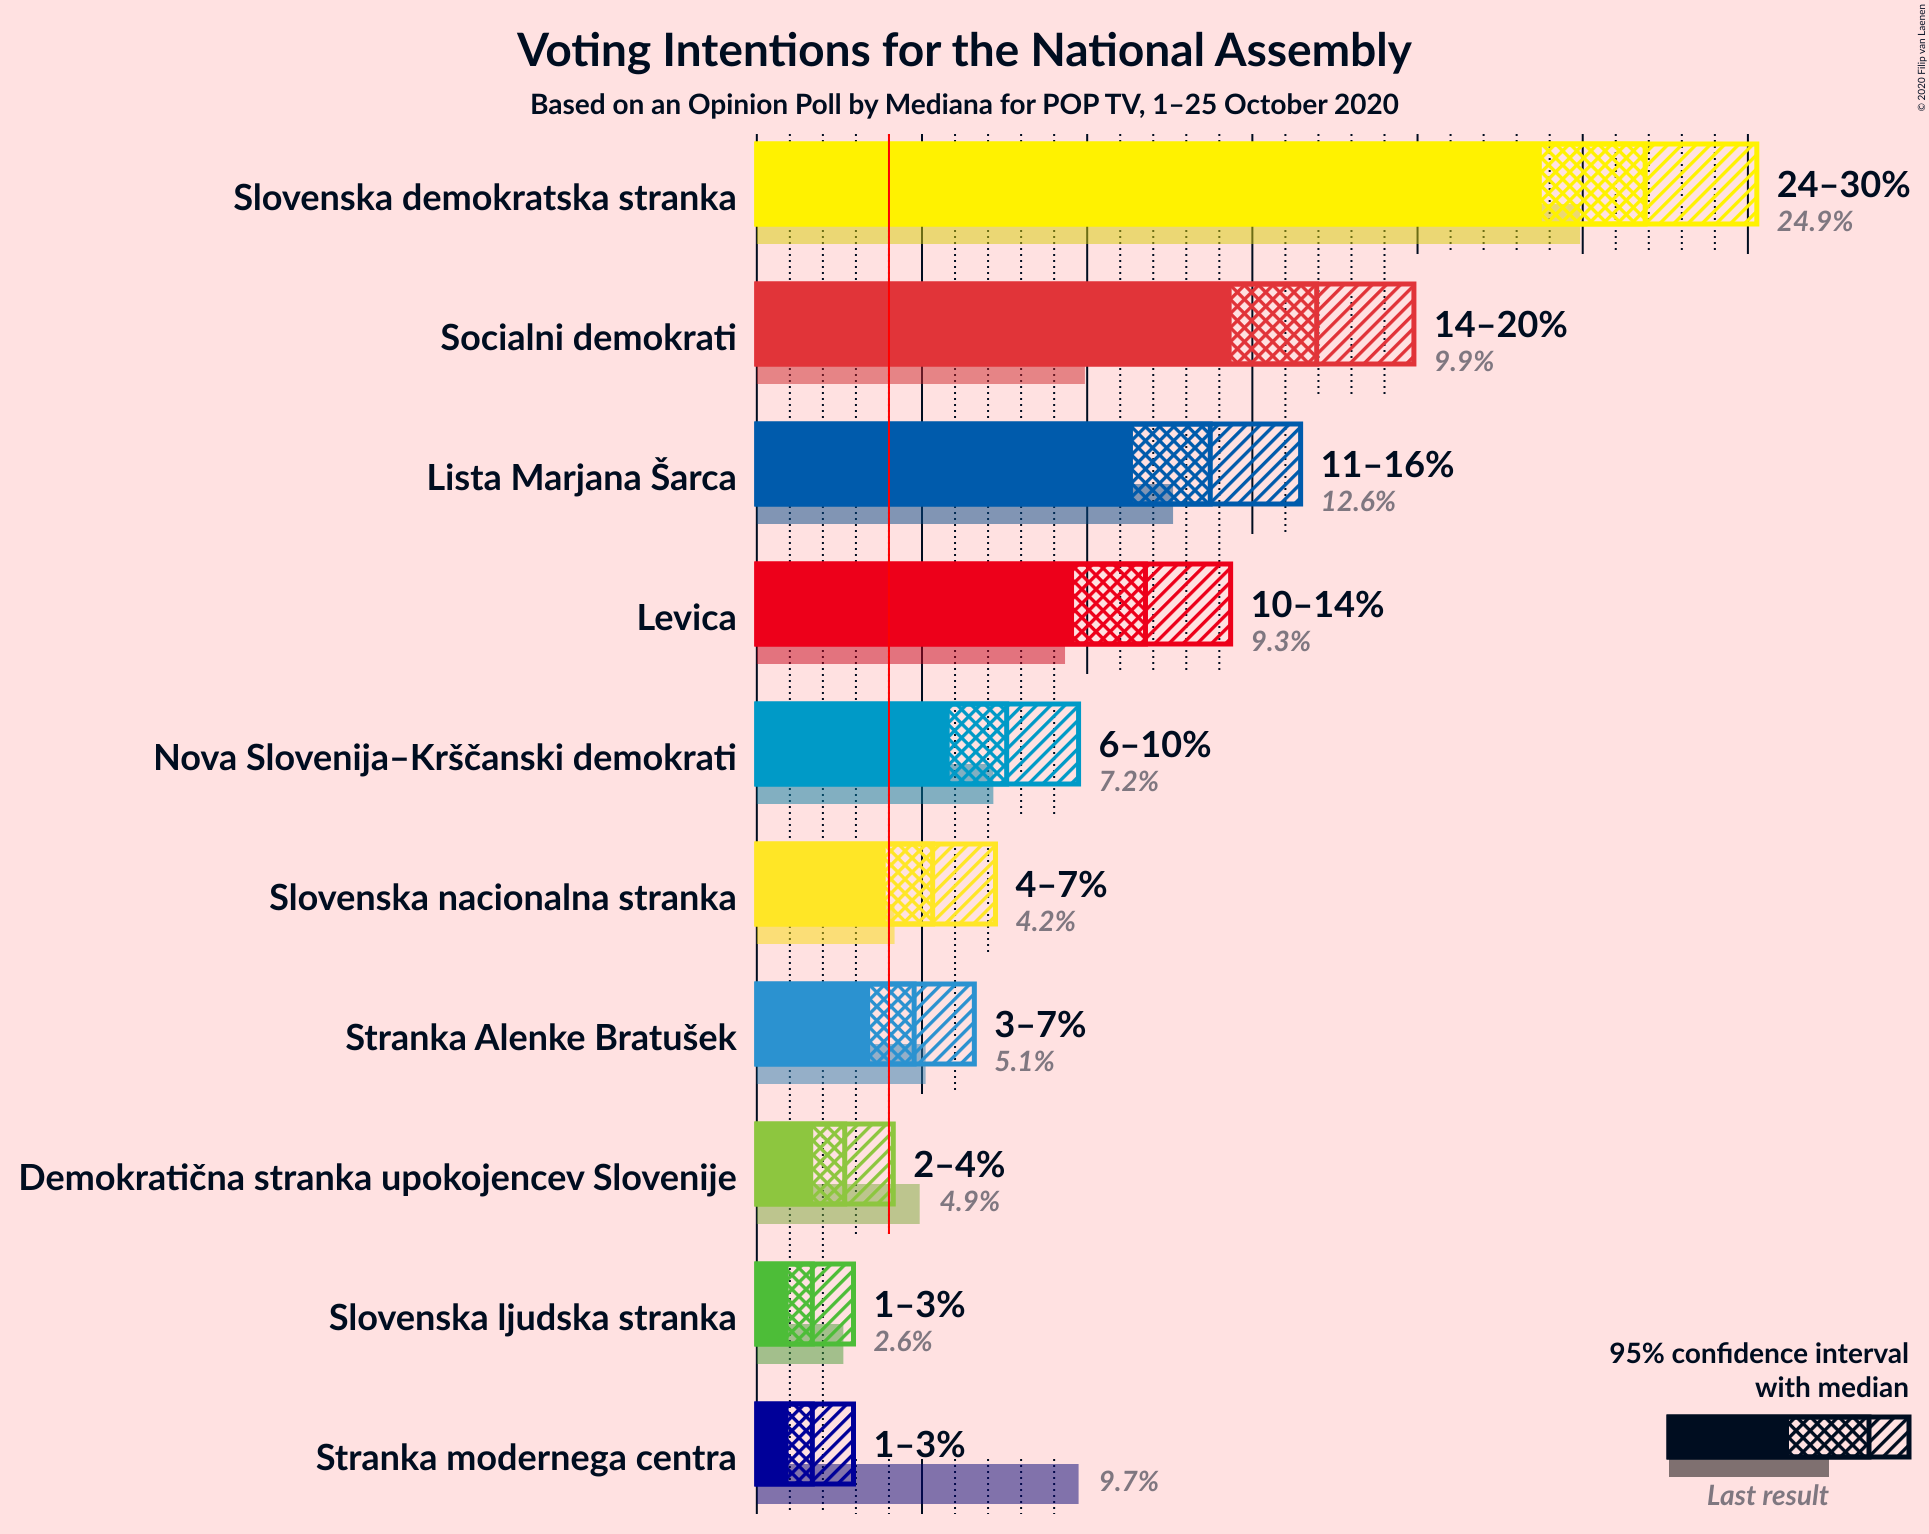 © 2020 Filip van Laenen
Voting Intentions for the National Assembly
Based on an Opinion Poll by Mediana for POP TV, 1–25 October 2020
Slovenska demokratska stranka
24–30%
24.9%
Socialni demokrati
14–20%
9.9%
Lista Marjana Šarca
11–16%
12.6%
Levica
10–14%
9.3%
Nova Slovenija–Krščanski demokrati
6–10%
7.2%
Slovenska nacionalna stranka
4–7%
4.2%
Stranka Alenke Bratušek
3–7%
5.1%
Demokratična stranka upokojencev Slovenije
2–4%
4.9%
Slovenska ljudska stranka
1–3%
2.6%
Stranka modernega centra
1–3%
9.7%
95% confidence interval
with median
Last result